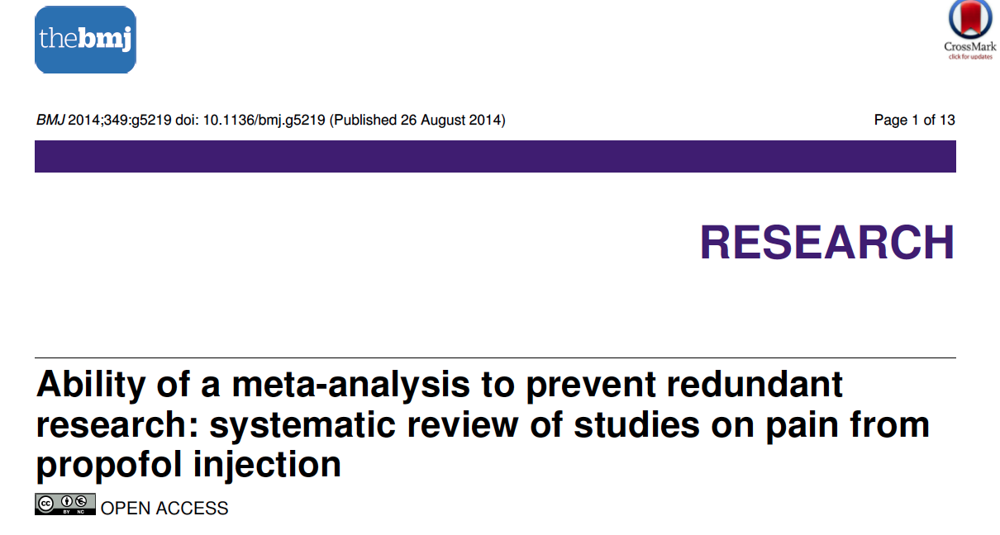 thebmj
CrossMark
click for updates
BMJ 2014;349:g5219 doi: 10.1136/bmj.g5219 (Published 26 August 2014)
Page 1 of 13
RESEARCH
Ability of a meta-analysis to prevent redundant
research: systematic review of studies on pain from
propofol injection
cc BY NC OPEN ACCESS